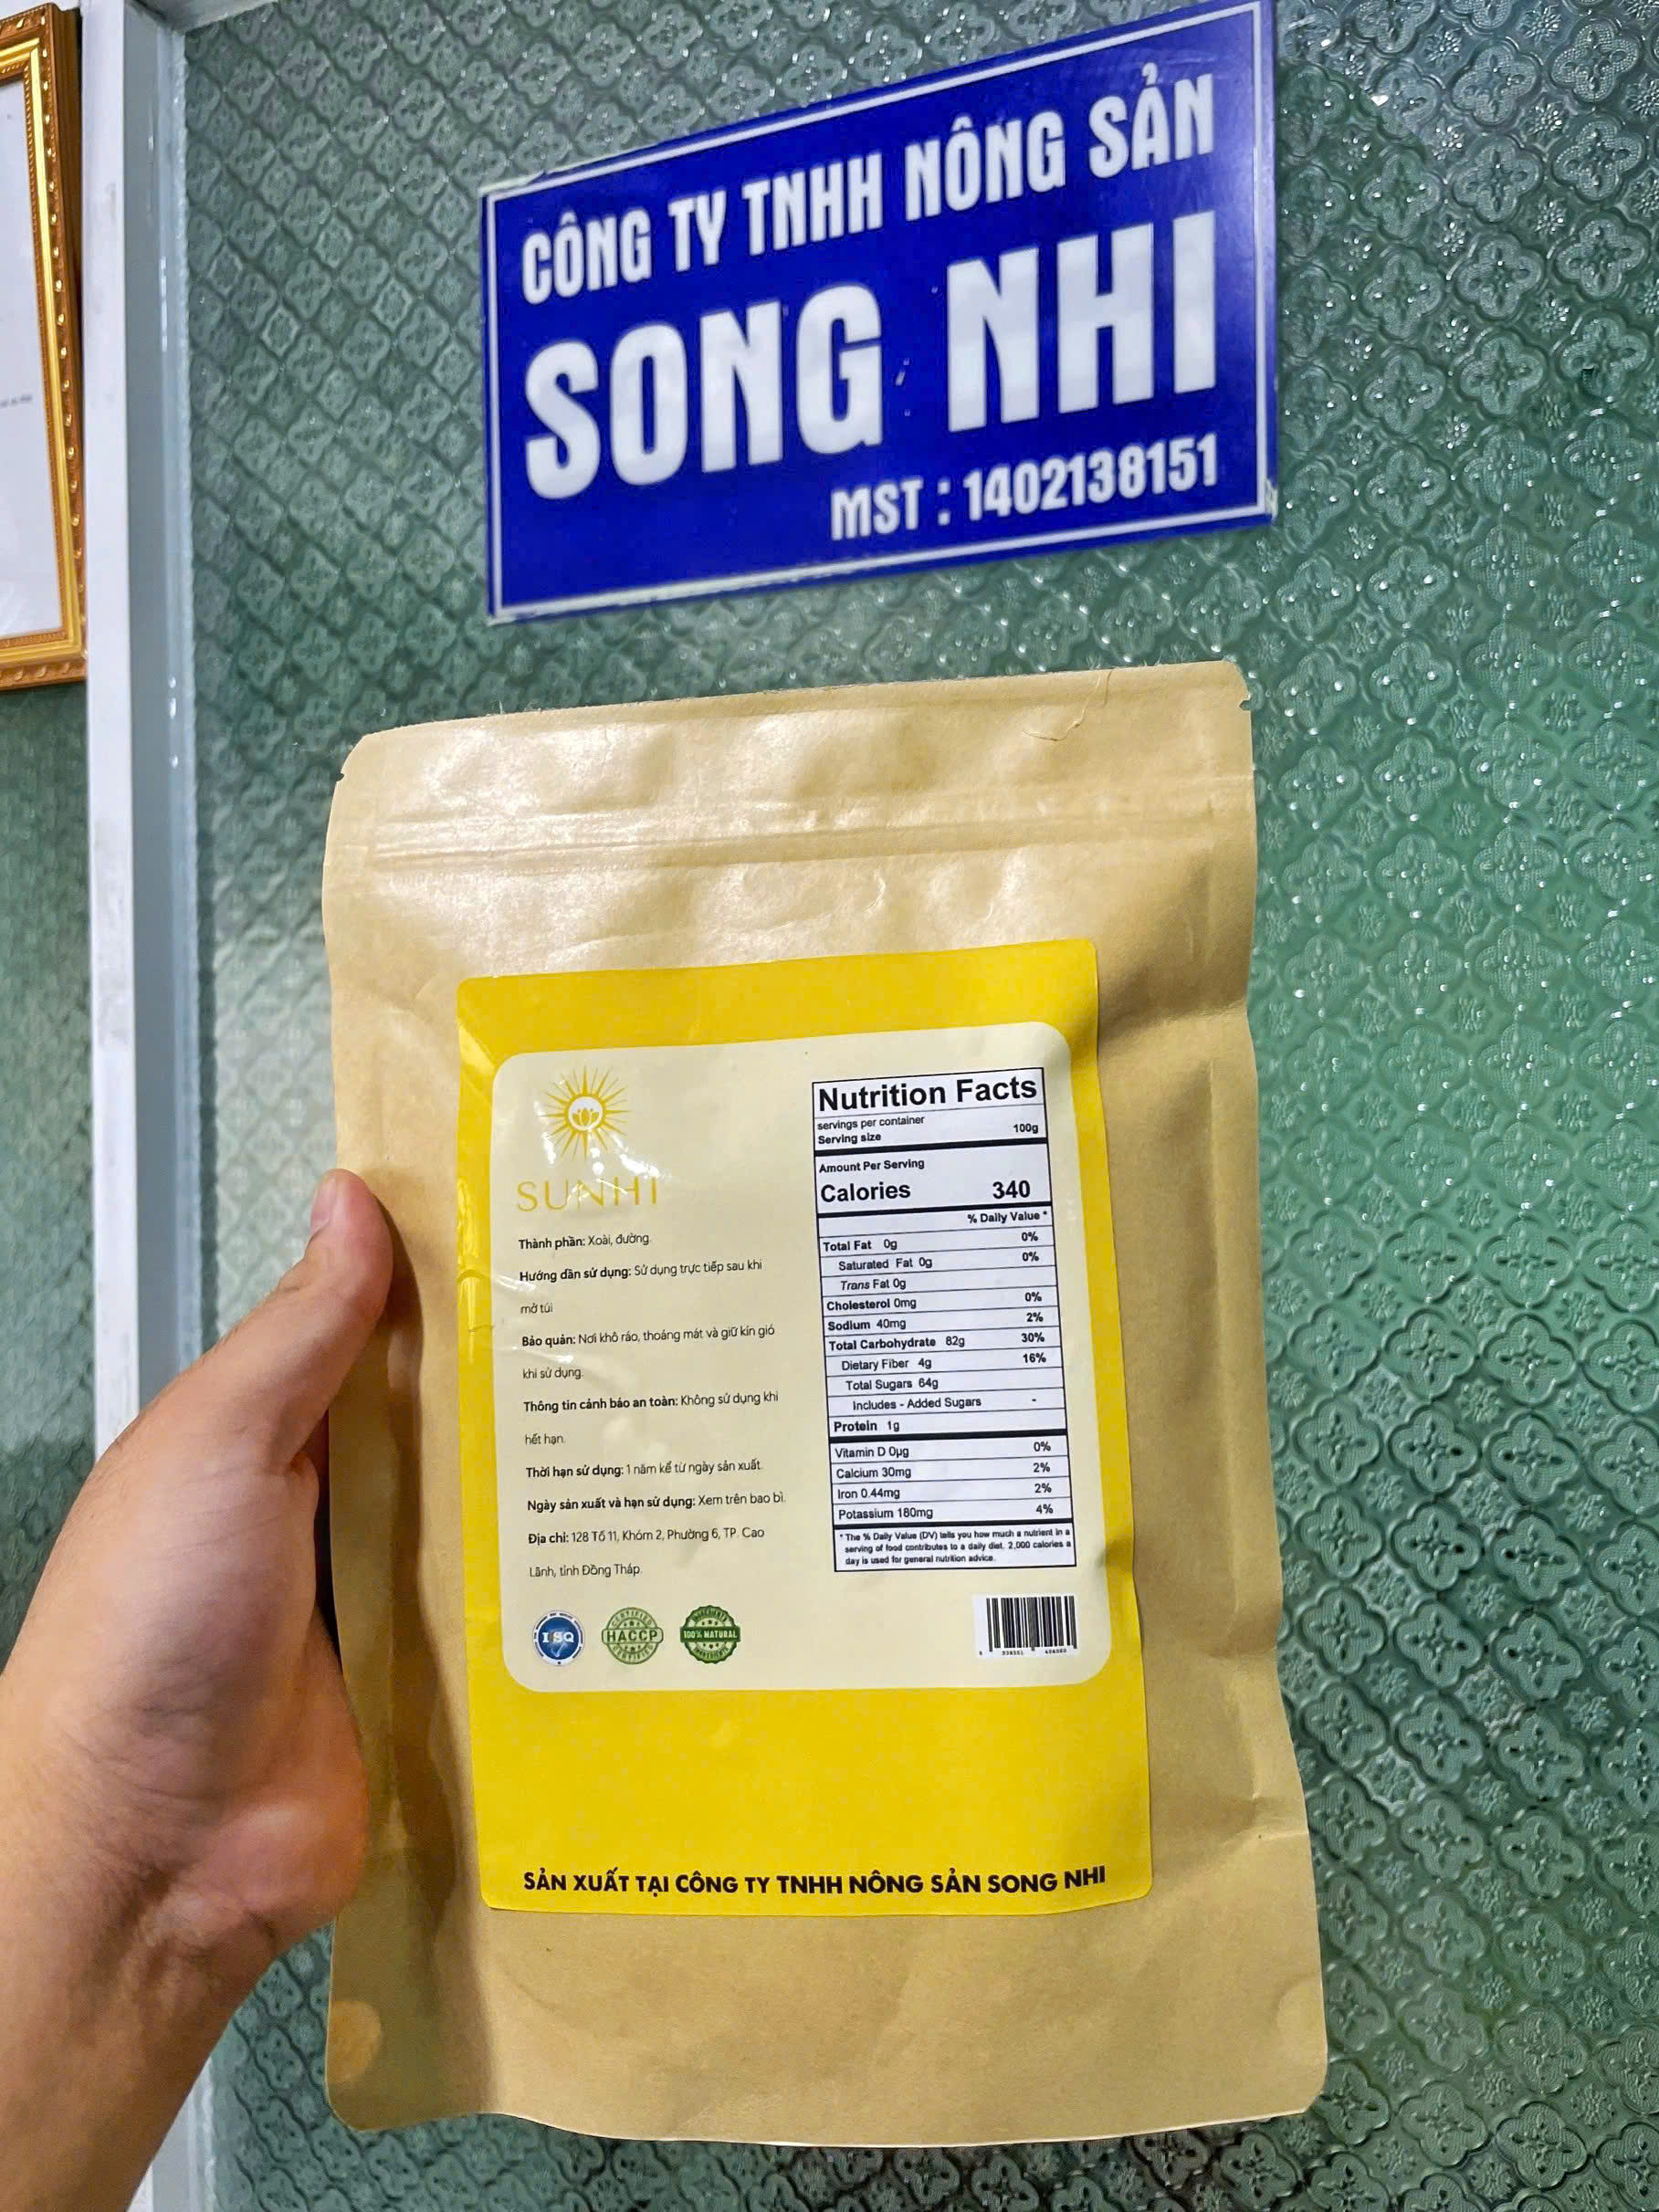 CÔNG TY TNHH NÔNG SẢN
SONG NHI
MST : 1402138151
SUNHI
Thành phần: Xoài, đường.
Hướng dẫn sử dụng: Sử dụng trực tiếp sau khi
mở túi
Bảo quản: Nơi khô ráo, thoáng mát và giữ kín gió
khi sử dụng.
Thông tin cảnh báo an toàn: Không sử dụng khi
hết hạn.
Thời hạn sử dụng: 1 năm kể từ ngày sản xuất.
Ngày sản xuất và hạn sử dụng: Xem trên bao bì.
Địa chỉ: 128 Tổ 11, Khóm 2, Phường 6, TP. Cao
Lãnh, tỉnh Đồng Tháp.
ISO
CERTIFIED
HACCP
CERTIFIED
INGREDIENTS
100% NATURAL
INGREDIENTS
Nutrition Facts
servings per container
Serving size 100g
Amount Per Serving
Calories 340
% Daily Value *
Total Fat 0g 0%
Saturated Fat 0g 0%
Trans Fat 0g
Cholesterol 0mg 0%
Sodium 40mg 2%
Total Carbohydrate 82g 30%
Dietary Fiber 4g 16%
Total Sugars 64g
Includes - Added Sugars -
Protein 1g
Vitamin D 0µg 0%
Calcium 30mg 2%
Iron 0.44mg 2%
Potassium 180mg 4%
* The % Daily Value (DV) tells you how much a nutrient in a
serving of food contributes to a daily diet. 2,000 calories a
day is used for general nutrition advice.
SẢN XUẤT TẠI CÔNG TY TNHH NÔNG SẢN SONG NHI